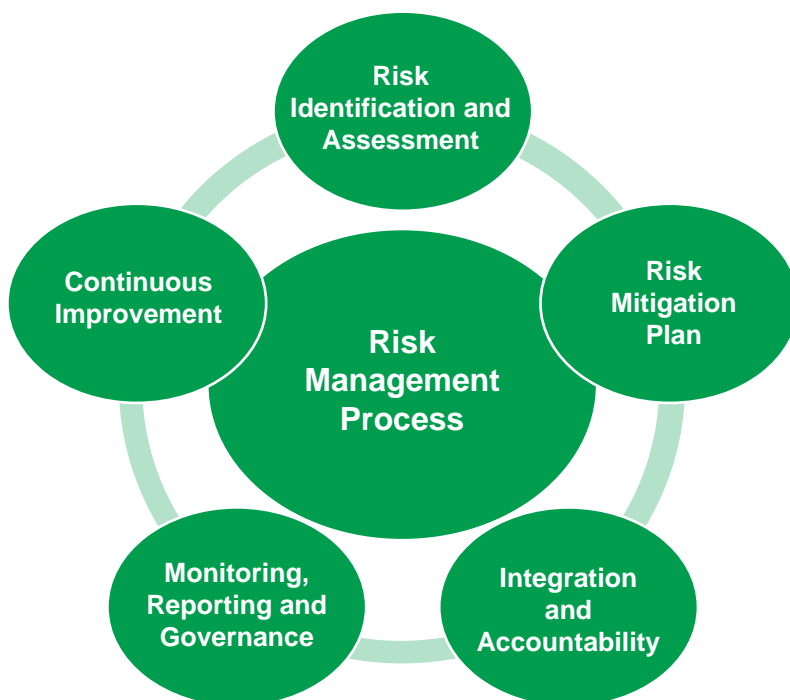 Risk
Identification and
Assessment
Risk
Mitigation
Plan
Integration
and
Accountability
Monitoring,
Reporting and
Governance
Continuous
Improvement
Risk
Management
Process